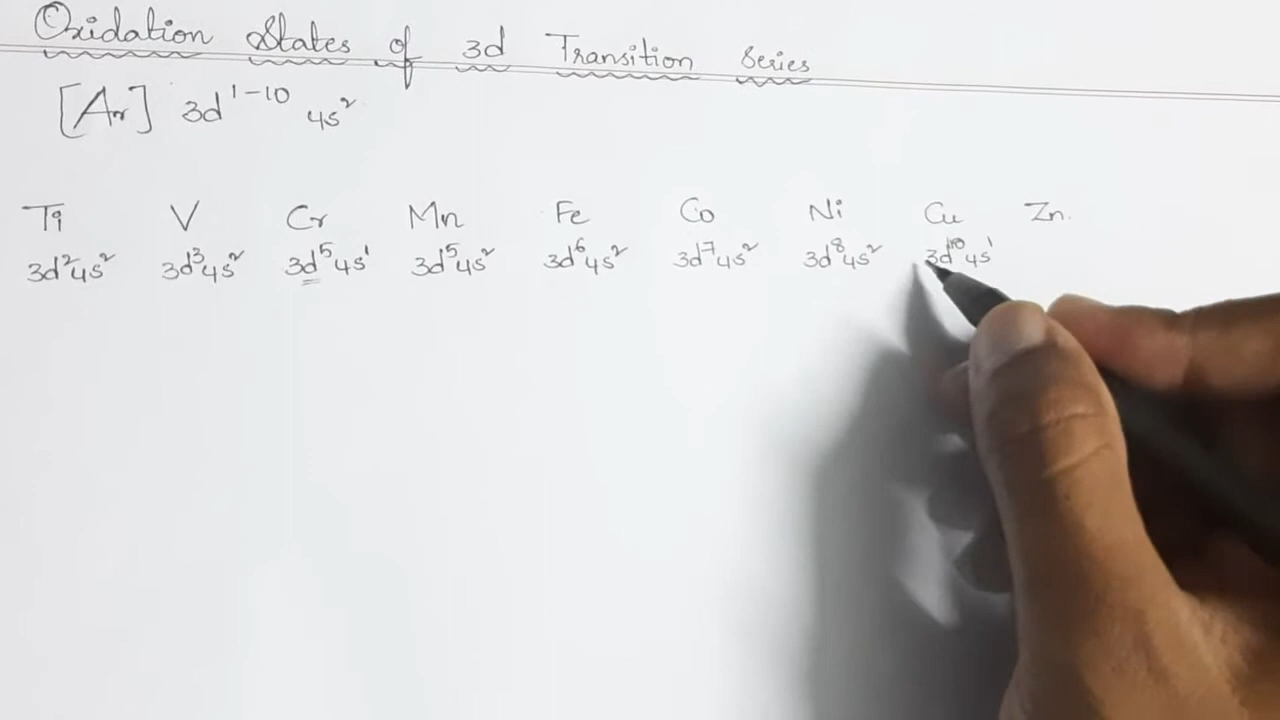 Oxidation States of 3d Transition Series
[Ar] 3d¹⁻¹⁰ 4s²
Ti V Cr Mn Fe Co Ni Cu Zn.
3d²4s² 3d³4s² 3d⁵4s¹ 3d⁵4s² 3d⁶4s² 3d⁷4s² 3d⁸4s² 3d¹⁰4s¹